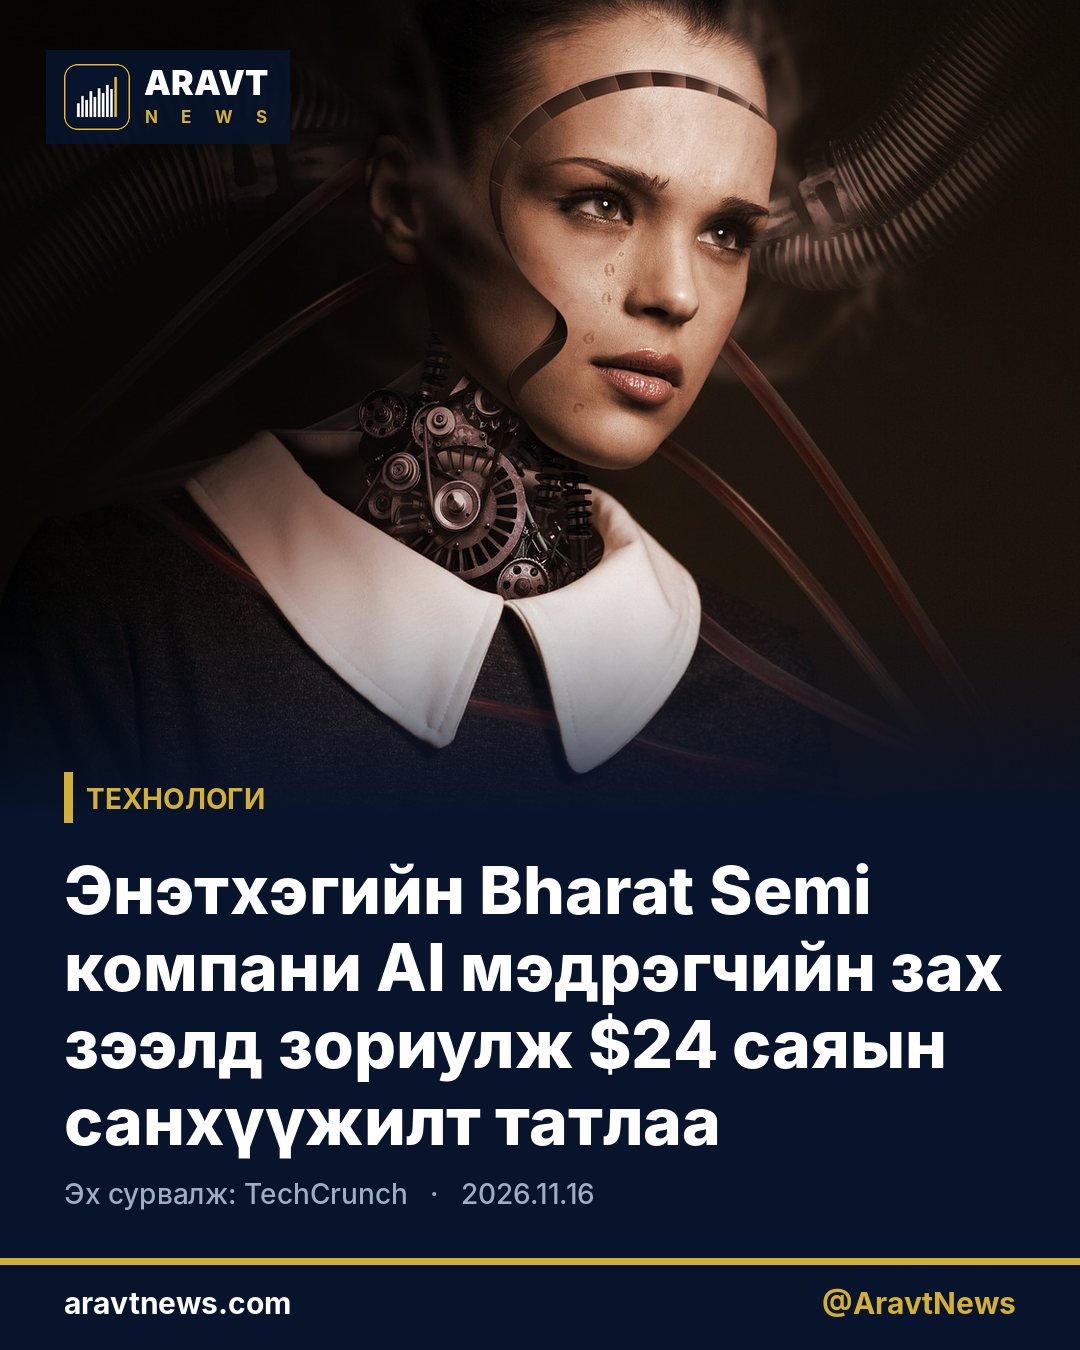 ARAVT
NEWS
ТЕХНОЛОГИ
Энэтхэгийн Bharat Semi
компани AI мэдрэгчийн зах
зээлд зориулж $24 саяын
санхүүжилт татлаа
Эх сурвалж: TechCrunch · 2026.11.16
aravtnews.com
@AravtNews